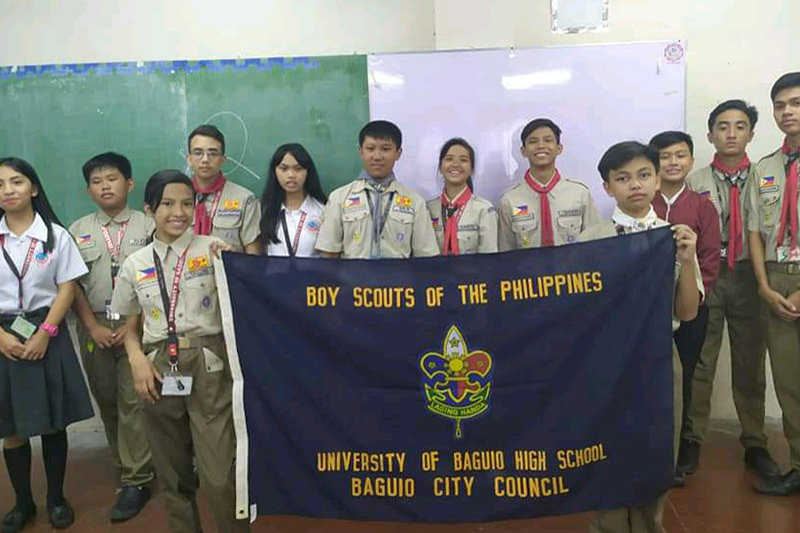 BOY SCOUTS OF THE PHILIPPINES
LAGING HANDA
UNIVERSITY OF BAGUIO HIGH SCHOOL
BAGUIO CITY COUNCIL